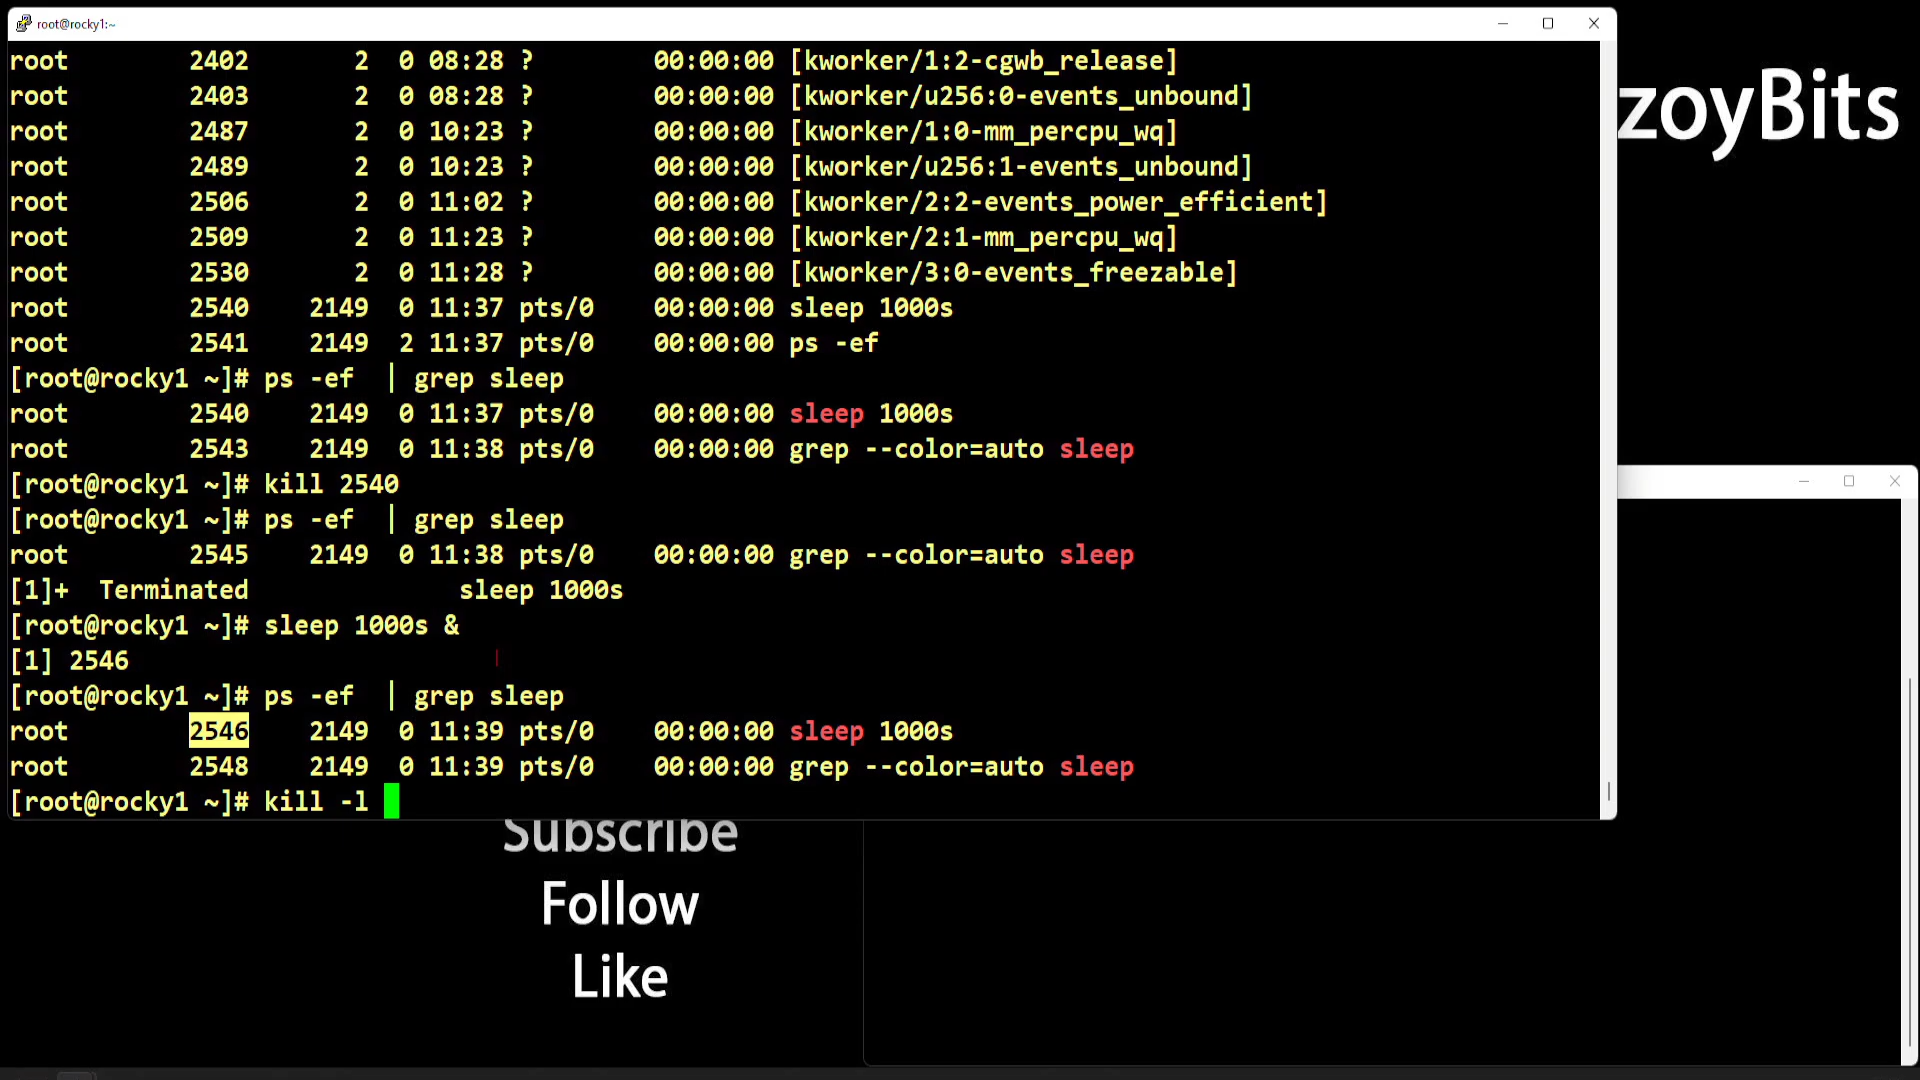 root@rocky1:~
root 2402 2 0 08:28 ? 00:00:00 [kworker/1:2-cgwb_release]
root 2403 2 0 08:28 ? 00:00:00 [kworker/u256:0-events_unbound]
root 2487 2 0 10:23 ? 00:00:00 [kworker/1:0-mm_percpu_wq]
root 2489 2 0 10:23 ? 00:00:00 [kworker/u256:1-events_unbound]
root 2506 2 0 11:02 ? 00:00:00 [kworker/2:2-events_power_efficient]
root 2509 2 0 11:23 ? 00:00:00 [kworker/2:1-mm_percpu_wq]
root 2530 2 0 11:28 ? 00:00:00 [kworker/3:0-events_freezable]
root 2540 2149 0 11:37 pts/0 00:00:00 sleep 1000s
root 2541 2149 2 11:37 pts/0 00:00:00 ps -ef
[root@rocky1 ~]# ps -ef | grep sleep
root 2540 2149 0 11:37 pts/0 00:00:00 sleep 1000s
root 2543 2149 0 11:38 pts/0 00:00:00 grep --color=auto sleep
[root@rocky1 ~]# kill 2540
[root@rocky1 ~]# ps -ef | grep sleep
root 2545 2149 0 11:38 pts/0 00:00:00 grep --color=auto sleep
[1]+ Terminated sleep 1000s
[root@rocky1 ~]# sleep 1000s &
[1] 2546
[root@rocky1 ~]# ps -ef | grep sleep
root 2546 2149 0 11:39 pts/0 00:00:00 sleep 1000s
root 2548 2149 0 11:39 pts/0 00:00:00 grep --color=auto sleep
[root@rocky1 ~]# kill -l
zoyBits
Subscribe
Follow
Like